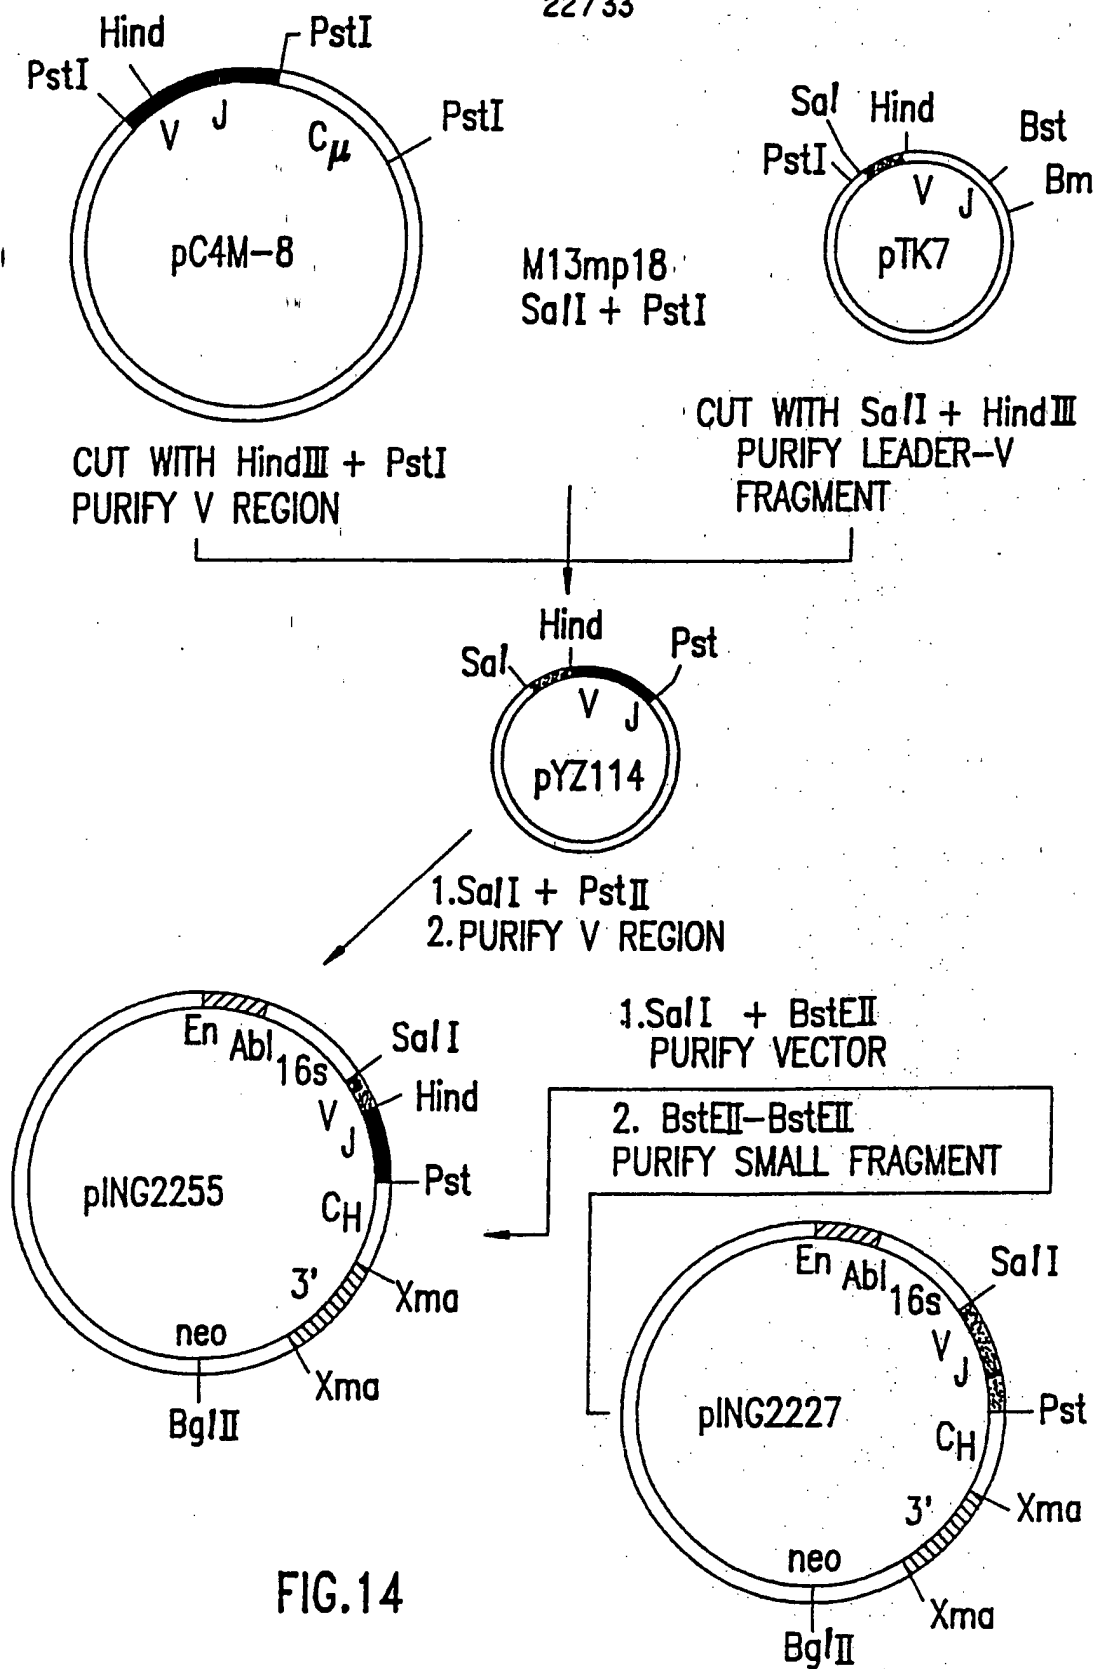 22/33
Hind
PstI
PstI
V
J
Cμ
PstI
pC4M-8
M13mp18
SalI + PstI
Sal
Hind
PstI
Bst
Bm
V
J
pTK7
CUT WITH HindIII + PstI
PURIFY V REGION
CUT WITH SalI + HindIII
PURIFY LEADER-V
FRAGMENT
Hind
Sal
Pst
V
J
pYZ114
1.SalI + PstII
2.PURIFY V REGION
En
Abl
16s
SalI
Hind
V
J
Pst
pING2255
CH
3'
Xma
neo
Xma
BglII
1.SalI + BstEII
PURIFY VECTOR
2. BstEII-BstEII
PURIFY SMALL FRAGMENT
En
Abl
16s
SalI
V
J
Pst
pING2227
CH
3'
Xma
neo
Xma
BglII
FIG.14